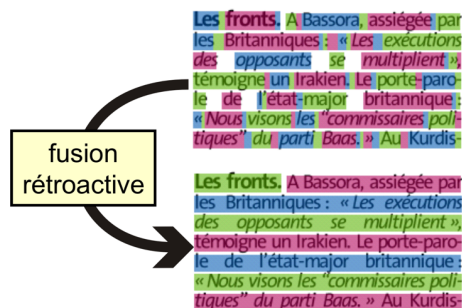 Les fronts. A Bassora, assiégée par
les Britanniques : « Les exécutions
des opposants se multiplient »,
témoigne un Irakien. Le porte-paro-
le de l'état-major britannique :
« Nous visons les "commissaires poli-
tiques" du parti Baas. » Au Kurdis-
fusion
rétroactive
Les fronts. A Bassora, assiégée par
les Britanniques : « Les exécutions
des opposants se multiplient »,
témoigne un Irakien. Le porte-paro-
le de l'état-major britannique :
« Nous visons les "commissaires poli-
tiques" du parti Baas. » Au Kurdis-